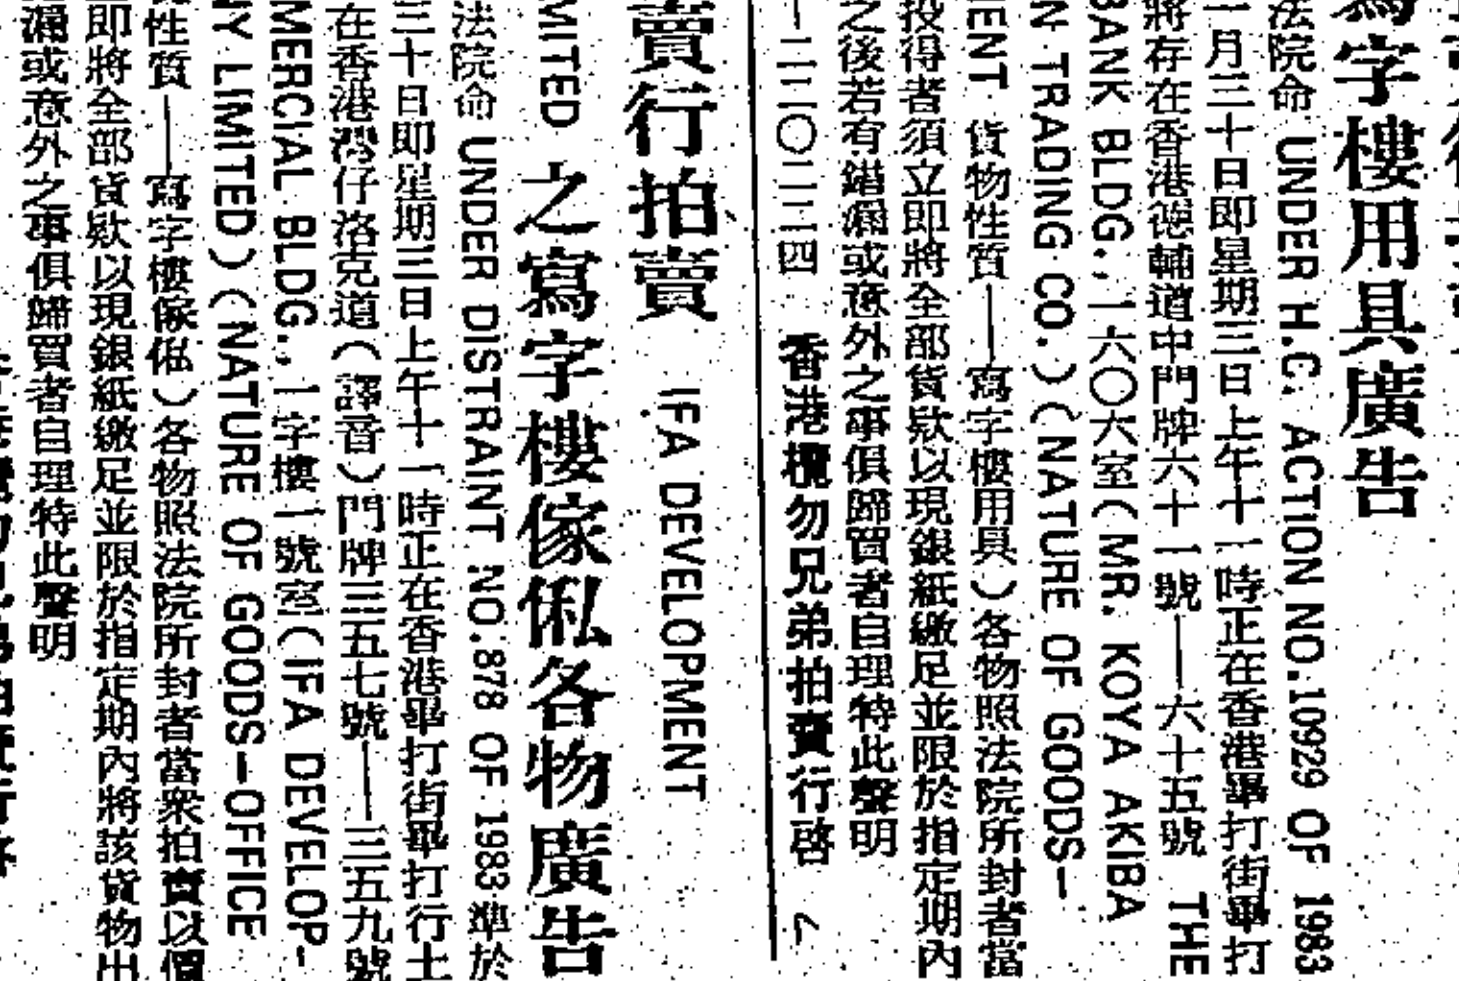 寫字樓用具廣告
法院命 UNDER H.C. ACTION NO.10929 OF 1983
一月三十日即星期三日上午十一時正在香港畢打街畢打
將存在香港德輔道中門牌六十一號——六十五號 THE
BANK BLDG., 一六〇六室(MR. KOYA AKIBA
N TRADING CO.)(NATURE OF GOODS—
ENT 貨物性質——寫字樓用具)各物照法院所封者當
投得者須立即將全部貨欵以現銀紙繳足並限於指定期內
之後若有錯漏或意外之事俱歸買者自理特此聲明
一二二〇二二四 香港欖勿兄弟拍賣行啓
賣行拍賣 IFA DEVELOPMENT
MITED 之寫字樓傢俬各物廣告
法院命 UNDER DISTRAINT NO.878 OF 1983 準於
三十日即星期三日上午十一時正在香港畢打街畢打行士
在香港灣仔洛克道(譯音)門牌三五七號——三五九號
MERCIAL BLDG., 一字樓一號室(IFA DEVELOP-
NY LIMITED)(NATURE OF GOODS—OFFICE
性質——寫字樓傢俬)各物照法院所封者當衆拍賣以價
即將全部貨欵以現銀紙繳足並限於指定期內將該貨物出
漏或意外之事俱歸買者自理特此聲明